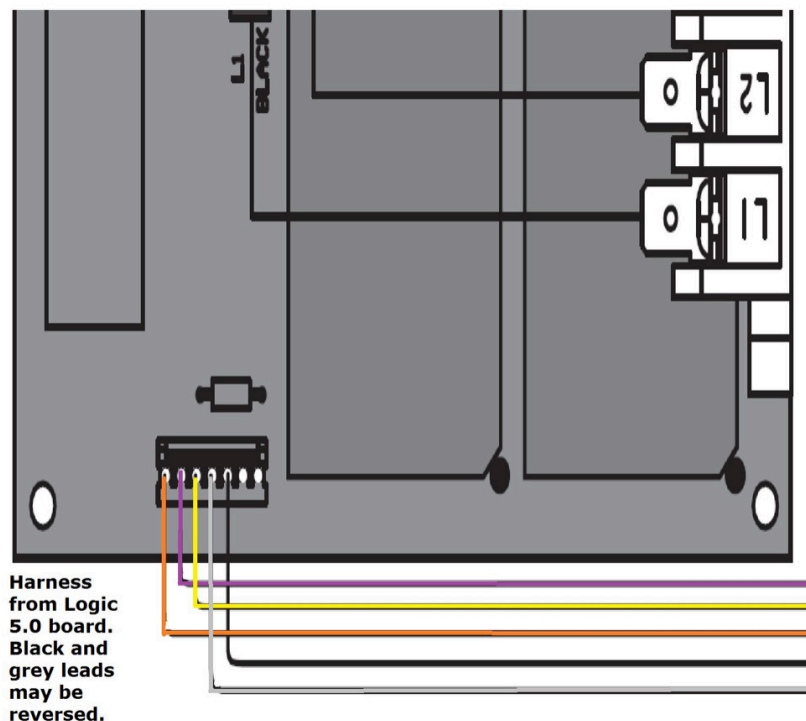 L1
BLACK
L2
L1
Harness
from Logic
5.0 board.
Black and
grey leads
may be
reversed.